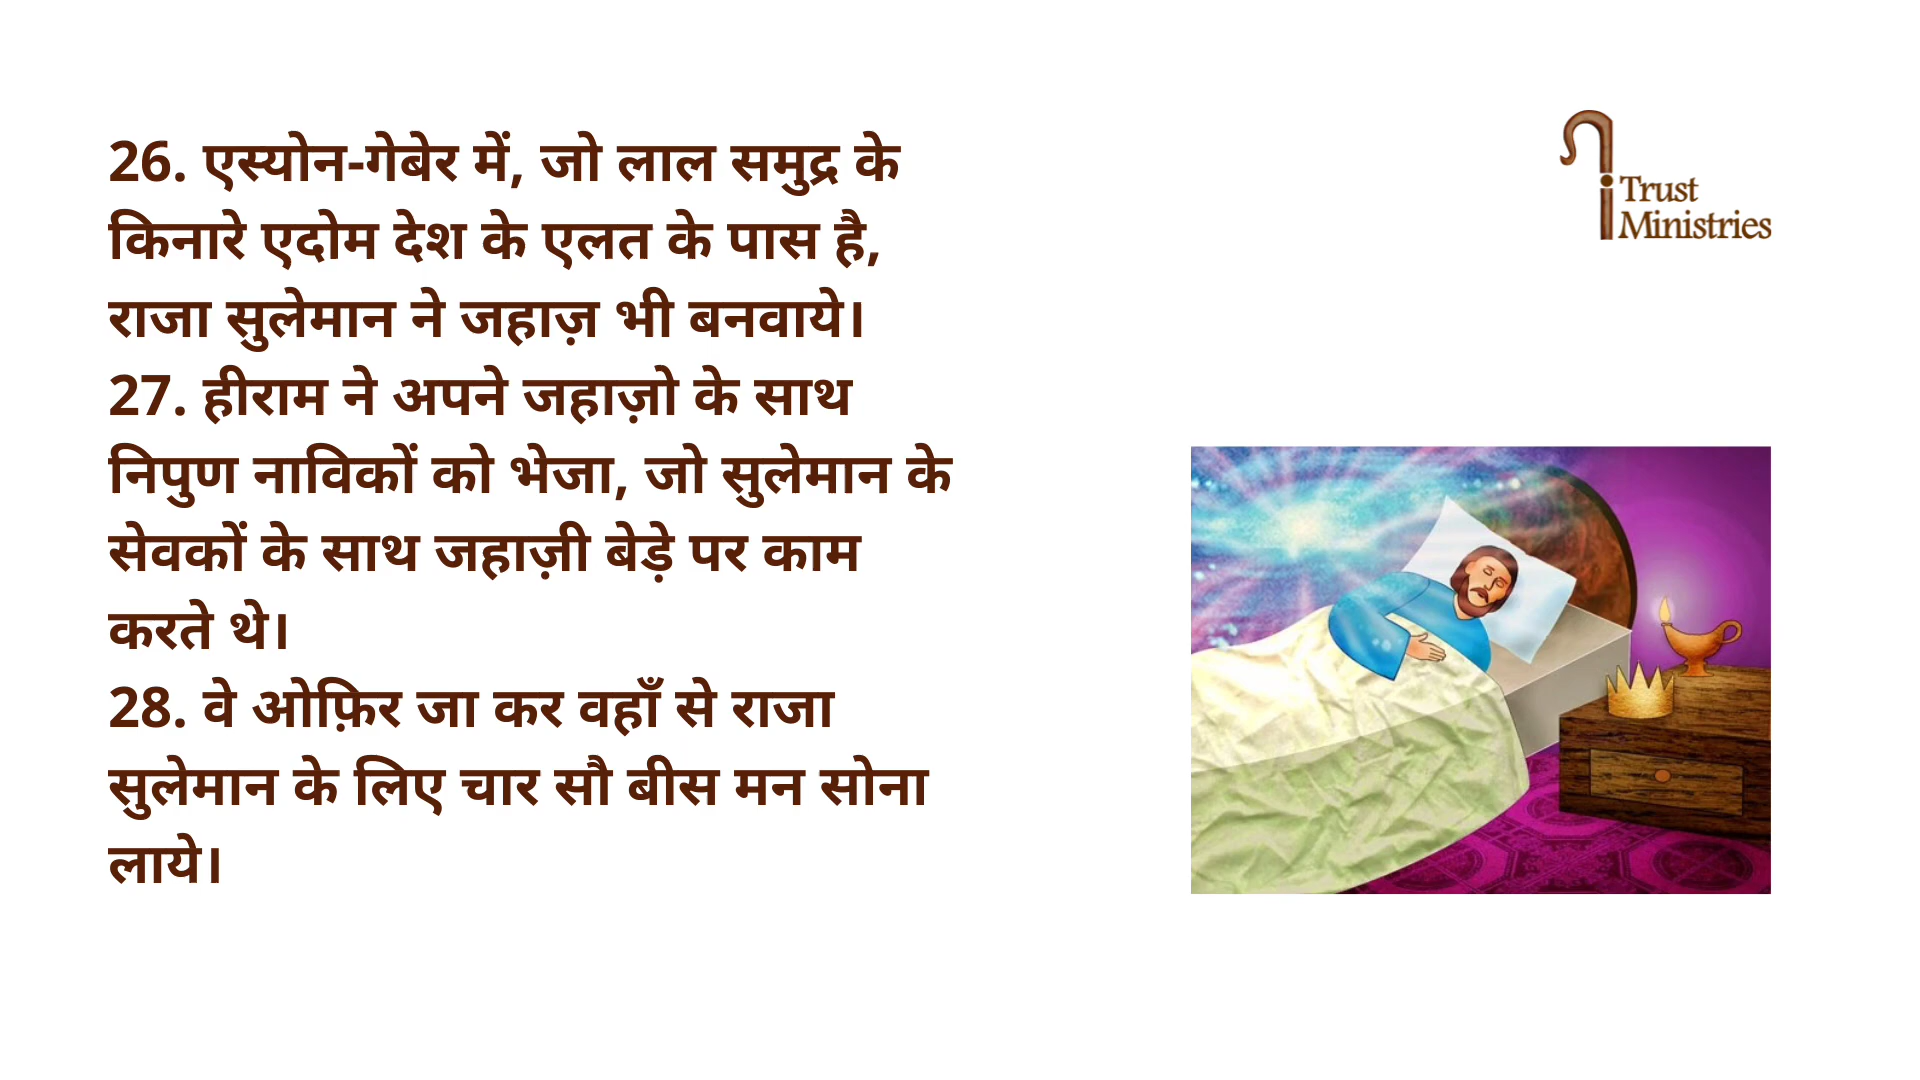 26. एस्योन-गेबेर में, जो लाल समुद्र के
किनारे एदोम देश के एलत के पास है,
राजा सुलेमान ने जहाज़ भी बनवाये।
27. हीराम ने अपने जहाज़ो के साथ
निपुण नाविकों को भेजा, जो सुलेमान के
सेवकों के साथ जहाज़ी बेड़े पर काम
करते थे।
28. वे ओफ़िर जा कर वहाँ से राजा
सुलेमान के लिए चार सौ बीस मन सोना
लाये।
i Trust
Ministries